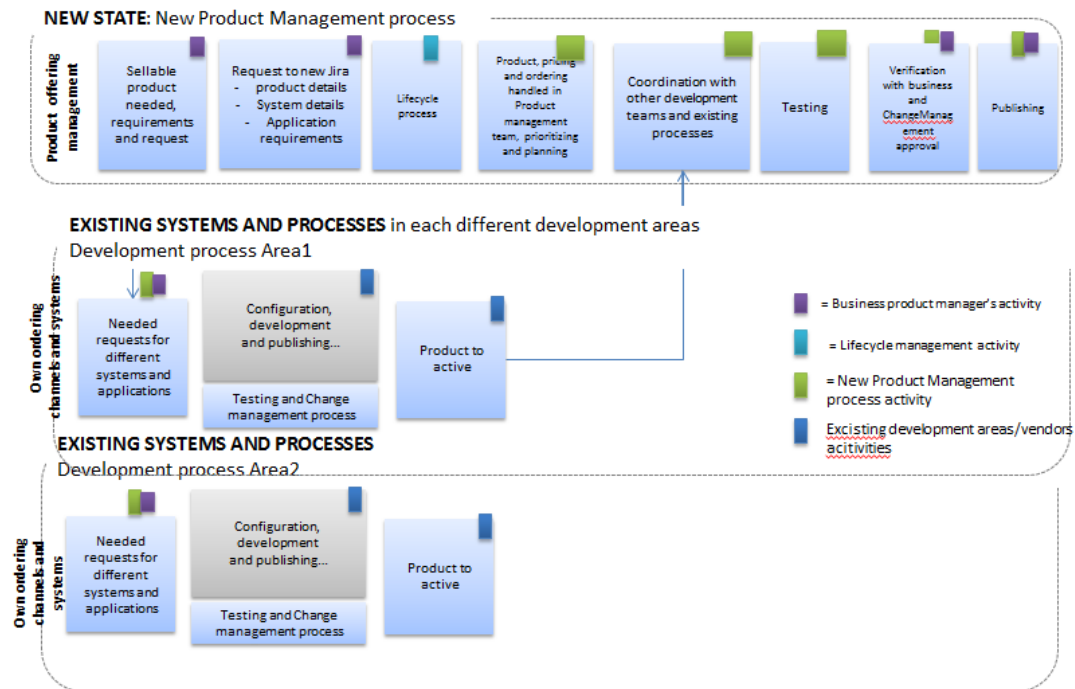 NEW STATE: New Product Management process
Product offering
management
Sellable
product
needed,
requirements
and request
Request to new Jira
- product details
- System details
- Application
requirements
Lifecycle
process
Product, pricing
and ordering
handled in
Product
management
team, prioritizing
and planning
Coordination with
other development
teams and existing
processes
Testing
Verification
with business
and
ChangeManag
ement
approval
Publishing
EXISTING SYSTEMS AND PROCESSES in each different development areas
Development process Area1
Own ordering
channels and systems
Needed
requests for
different
systems and
applications
Configuration,
development
and publishing...
Testing and Change
management process
Product to
active
= Business product manager's activity
= Lifecycle management activity
= New Product Management
process activity
Excisting development areas/vendors
acitivities
EXISTING SYSTEMS AND PROCESSES
Development process Area2
Own ordering
channels and
systems
Needed
requests for
different
systems and
applications
Configuration,
development
and publishing...
Testing and Change
management process
Product to
active